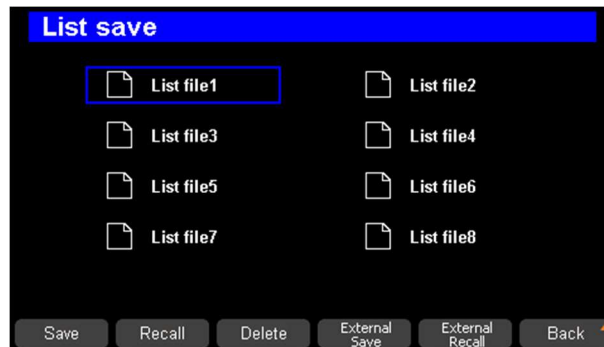 List save
List file1
List file2
List file3
List file4
List file5
List file6
List file7
List file8
Save
Recall
Delete
External
Save
External
Recall
Back